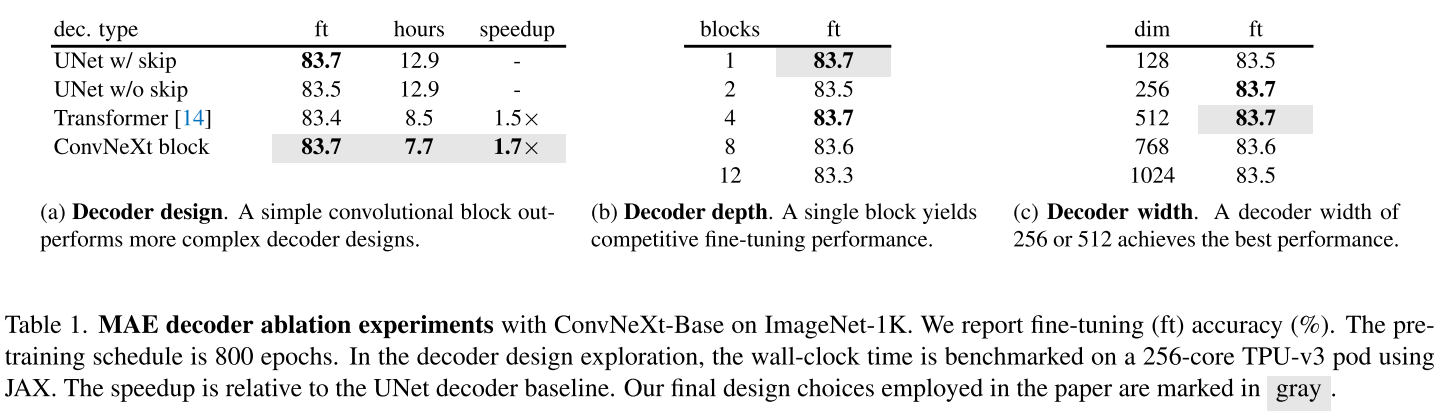 dec. type ft hours speedup
UNet w/ skip 83.7 12.9 -
UNet w/o skip 83.5 12.9 -
Transformer [14] 83.4 8.5 1.5×
ConvNeXt block 83.7 7.7 1.7×
(a) Decoder design. A simple convolutional block out-
performs more complex decoder designs.
blocks ft
1 83.7
2 83.5
4 83.7
8 83.6
12 83.3
(b) Decoder depth. A single block yields
competitive fine-tuning performance.
dim ft
128 83.5
256 83.7
512 83.7
768 83.6
1024 83.5
(c) Decoder width. A decoder width of
256 or 512 achieves the best performance.
Table 1. MAE decoder ablation experiments with ConvNeXt-Base on ImageNet-1K. We report fine-tuning (ft) accuracy (%). The pre-
training schedule is 800 epochs. In the decoder design exploration, the wall-clock time is benchmarked on a 256-core TPU-v3 pod using
JAX. The speedup is relative to the UNet decoder baseline. Our final design choices employed in the paper are marked in gray .